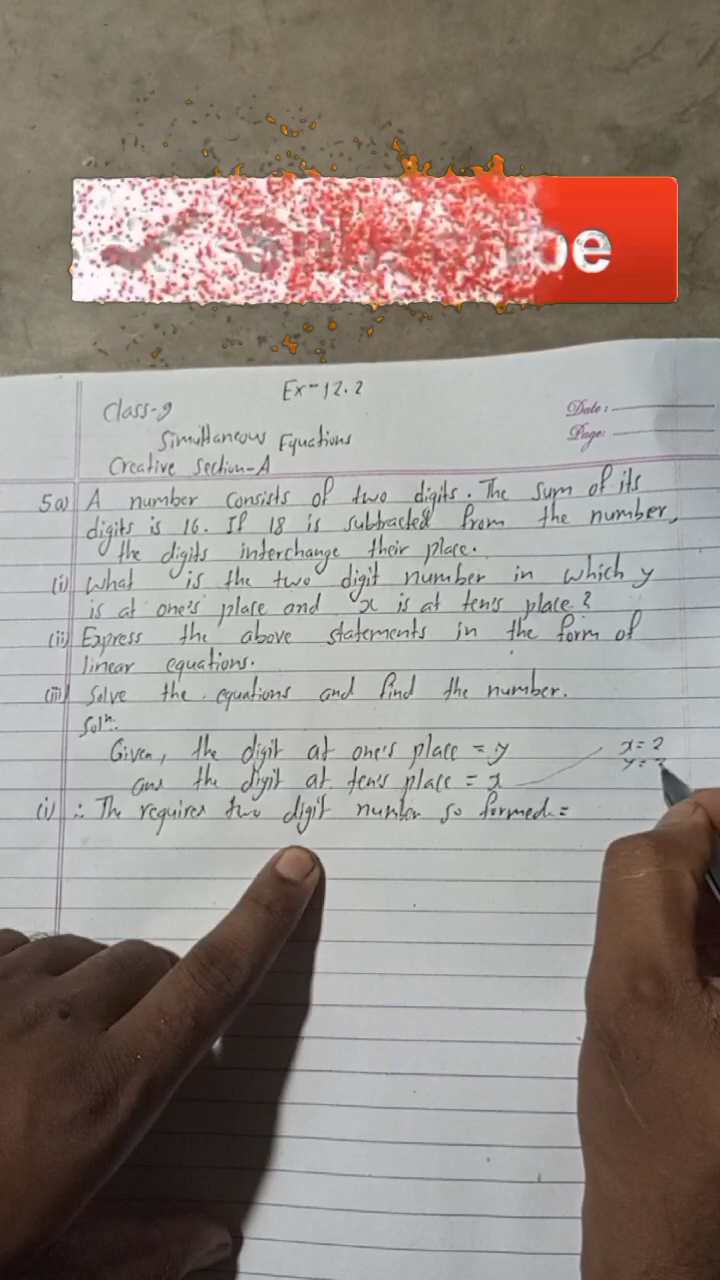 be
Ex-12.2
Class-9
Date:
Simultaneous Equations
Page:
Creative Section-A
5a) A number consists of two digits. The sum of its
digits is 16. If 18 is subtracted from the number,
the digits interchange their place.
(i) What is the two digit number in which y
is at one's place and x is at ten's place?
(ii) Express the above statements in the form of
linear equations.
(iii) Solve the equations and find the number.
Solⁿ:
Given, the digit at one's place = y
x = 2
and the digit at ten's place = x
y =
(i) ∴ The required two digit number so formed =